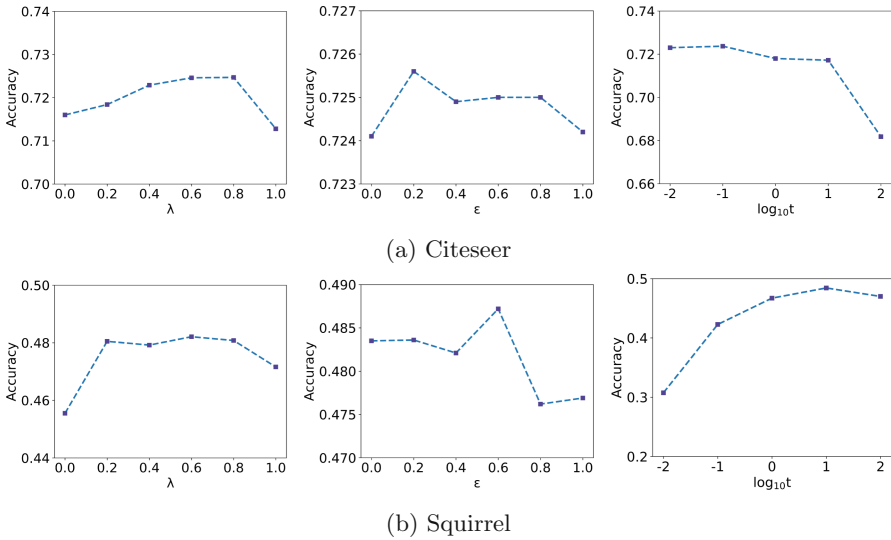 0.74
0.73
0.72
0.71
0.70
Accuracy
0.0 0.2 0.4 0.6 0.8 1.0
λ
0.727
0.726
0.725
0.724
0.723
Accuracy
0.0 0.2 0.4 0.6 0.8 1.0
ε
0.74
0.72
0.70
0.68
0.66
Accuracy
-2 -1 0 1 2
log₁₀t
(a) Citeseer
0.50
0.48
0.46
0.44
Accuracy
0.0 0.2 0.4 0.6 0.8 1.0
λ
0.490
0.485
0.480
0.475
0.470
Accuracy
0.0 0.2 0.4 0.6 0.8 1.0
ε
0.5
0.4
0.3
0.2
Accuracy
-2 -1 0 1 2
log₁₀t
(b) Squirrel